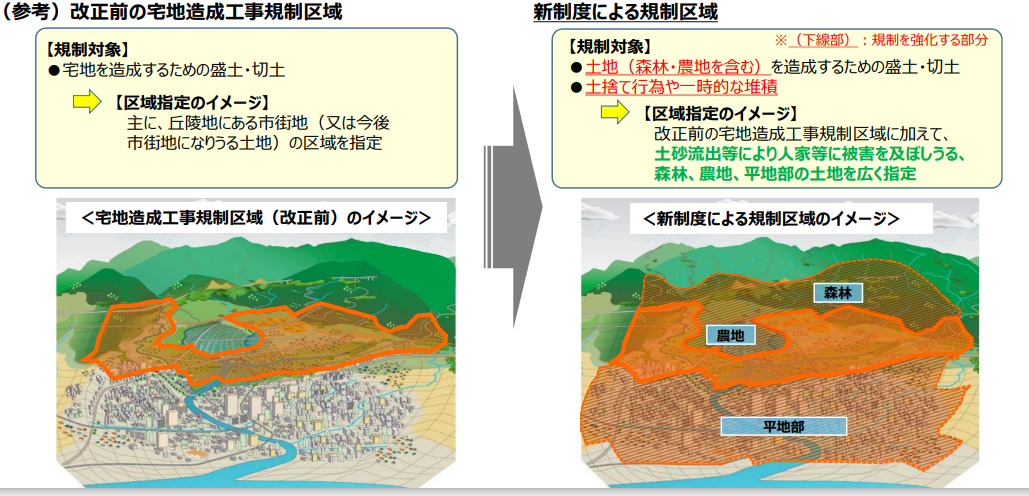 （参考）改正前の宅地造成工事規制区域
【規制対象】
●宅地を造成するための盛土・切土
【区域指定のイメージ】
主に、丘陵地にある市街地（又は今後
市街地になりうる土地）の区域を指定
＜宅地造成工事規制区域（改正前）のイメージ＞
新制度による規制区域
※（下線部）：規制を強化する部分
【規制対象】
●土地（森林・農地を含む）を造成するための盛土・切土
●土捨て行為や一時的な堆積
【区域指定のイメージ】
改正前の宅地造成工事規制区域に加えて、
土砂流出等により人家等に被害を及ぼしうる、
森林、農地、平地部の土地を広く指定
＜新制度による規制区域のイメージ＞
森林
農地
平地部